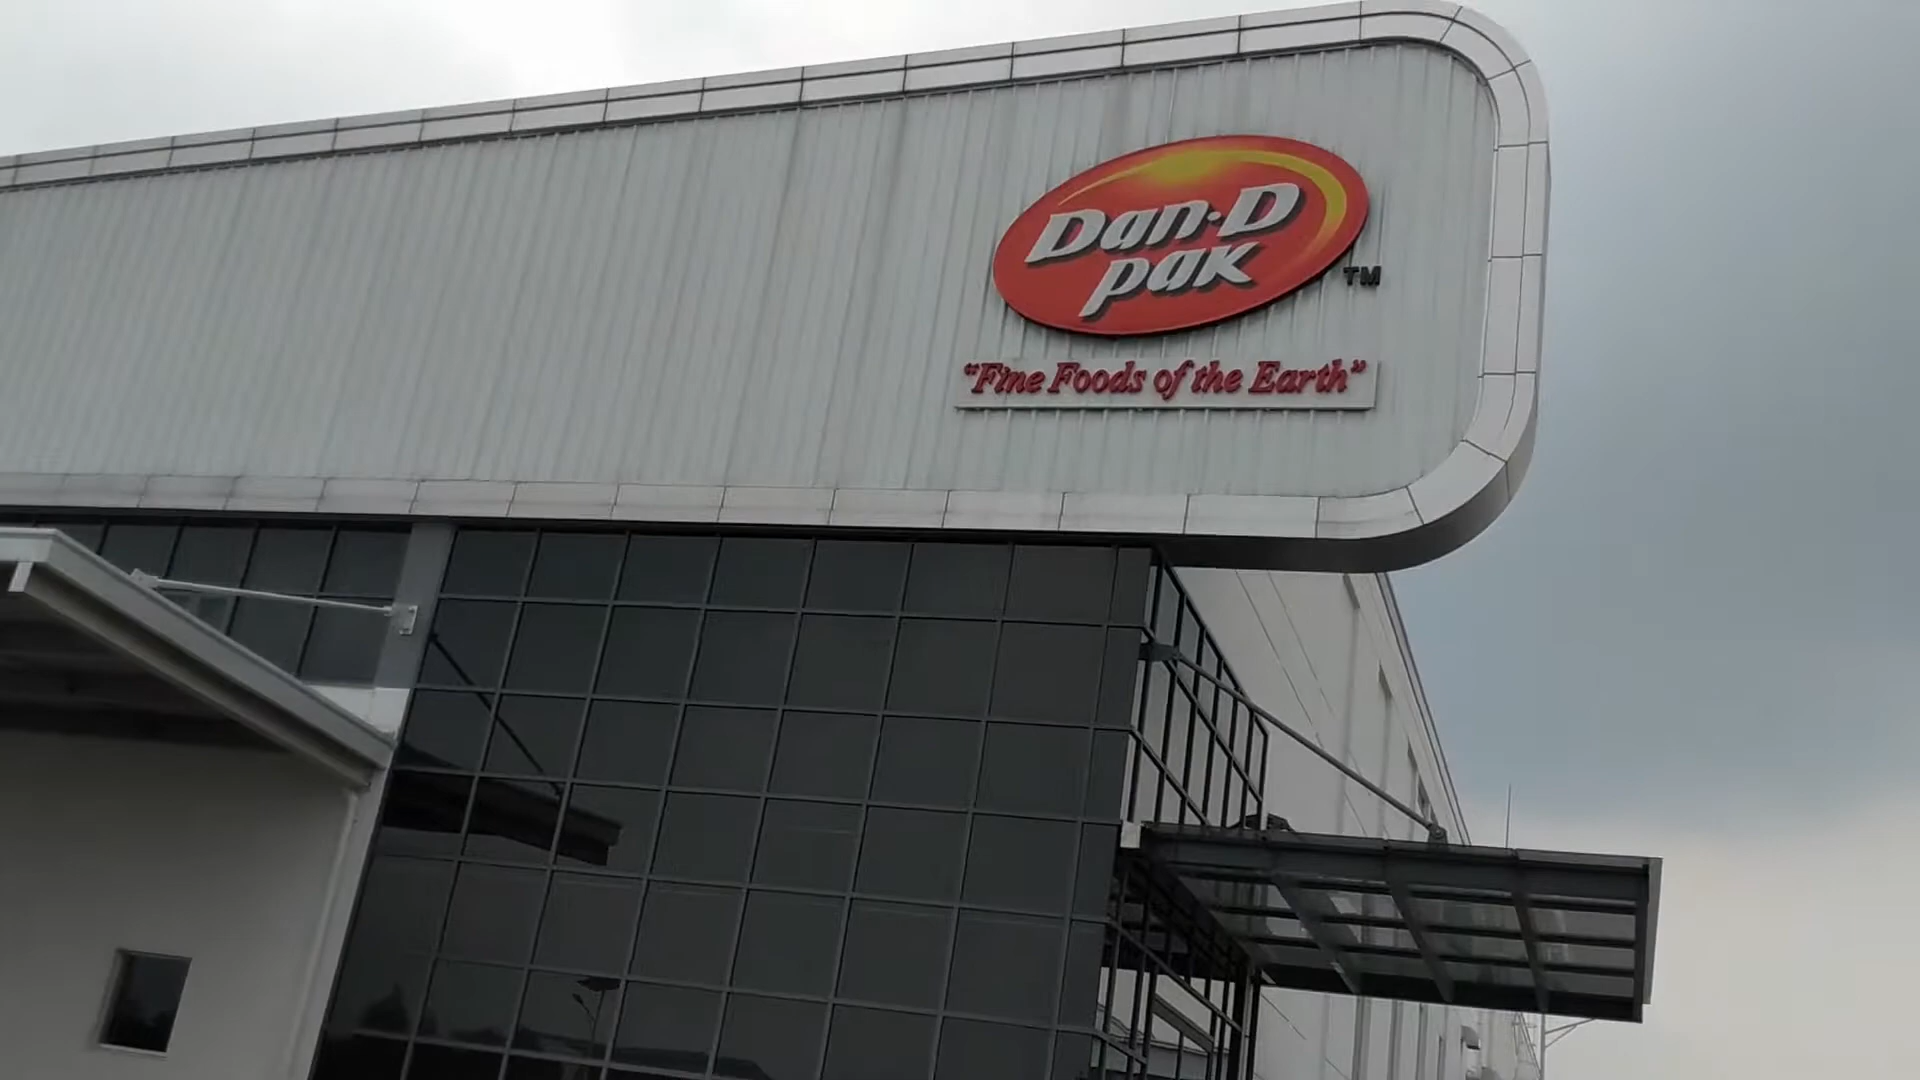 Dan·D
pak
TM
"Fine Foods of the Earth"